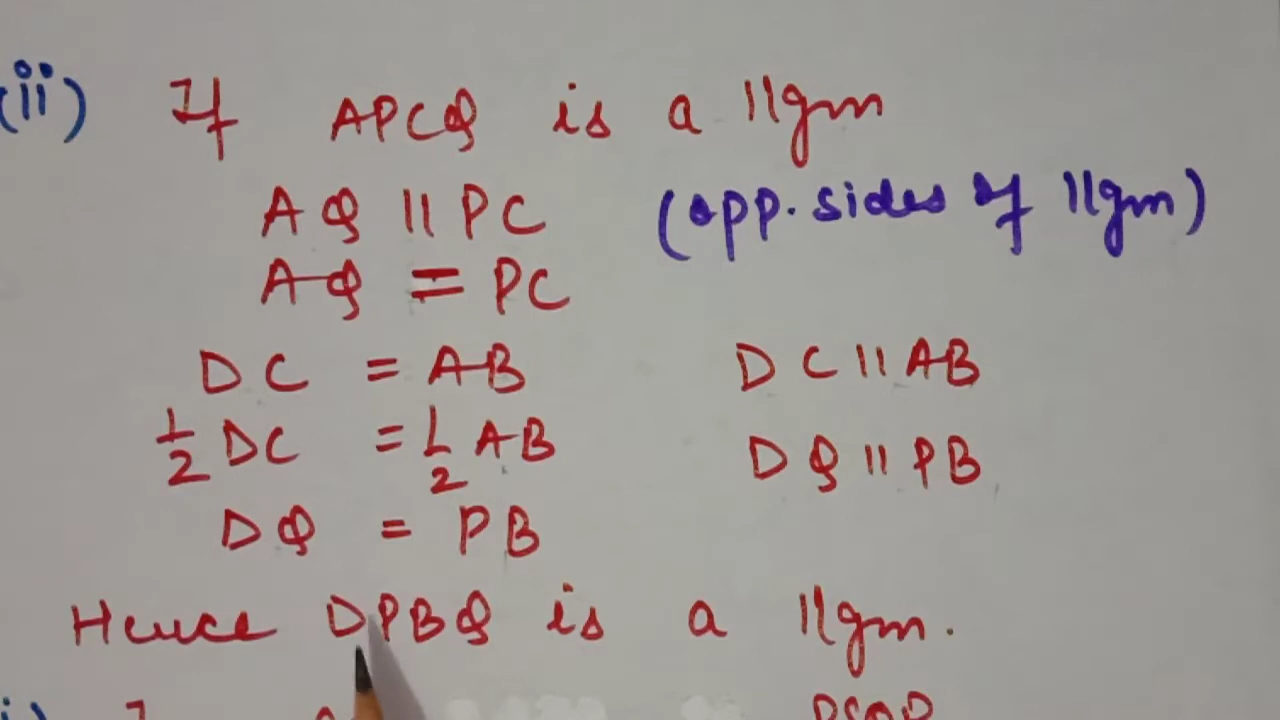 (ii) If APCQ is a ||gm
AQ || PC (opp. sides of ||gm)
AQ = PC
DC = AB DC || AB
1/2 DC = 1/2 AB DQ || PB
DQ = PB
Hence DPBQ is a ||gm.